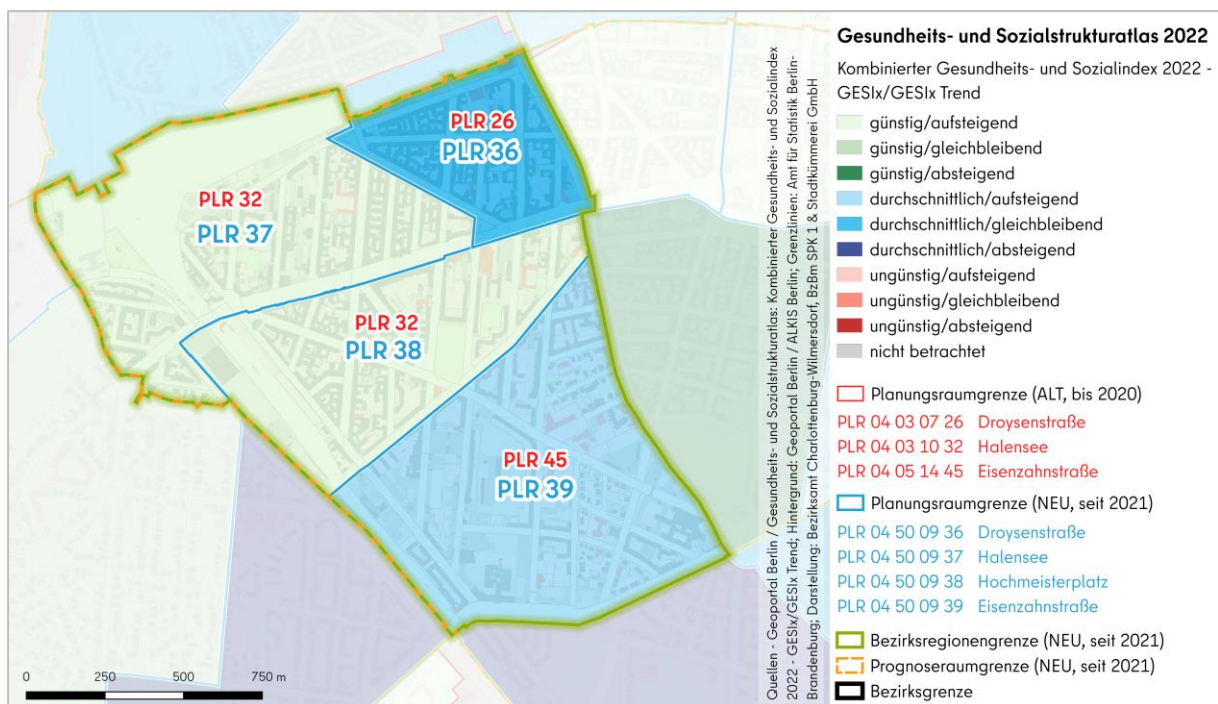 PLR 26
PLR 36
PLR 32
PLR 37
PLR 32
PLR 38
PLR 45
PLR 39
0 250 500 750 m
Quellen - Geoportal Berlin / Gesundheits- und Sozialstrukturatlas: Kombinierter Gesundheits- und Sozialindex
2022 - GESIx/GESIx Trend; Hintergrund: Geoportal Berlin / ALKIS Berlin; Grenzlinien: Amt für Statistik Berlin-
Brandenburg; Darstellung: Bezirksamt Charlottenburg-Wilmersdorf, BzBm SPK 1 & Stadtkümmerei GmbH
Gesundheits- und Sozialstrukturatlas 2022
Kombinierter Gesundheits- und Sozialindex 2022 -
GESIx/GESIx Trend
günstig/aufsteigend
günstig/gleichbleibend
günstig/absteigend
durchschnittlich/aufsteigend
durchschnittlich/gleichbleibend
durchschnittlich/absteigend
ungünstig/aufsteigend
ungünstig/gleichbleibend
ungünstig/absteigend
nicht betrachtet
Planungsraumgrenze (ALT, bis 2020)
PLR 04 03 07 26 Droysenstraße
PLR 04 03 10 32 Halensee
PLR 04 05 14 45 Eisenzahnstraße
Planungsraumgrenze (NEU, seit 2021)
PLR 04 50 09 36 Droysenstraße
PLR 04 50 09 37 Halensee
PLR 04 50 09 38 Hochmeisterplatz
PLR 04 50 09 39 Eisenzahnstraße
Bezirksregionengrenze (NEU, seit 2021)
Prognoseraumgrenze (NEU, seit 2021)
Bezirksgrenze